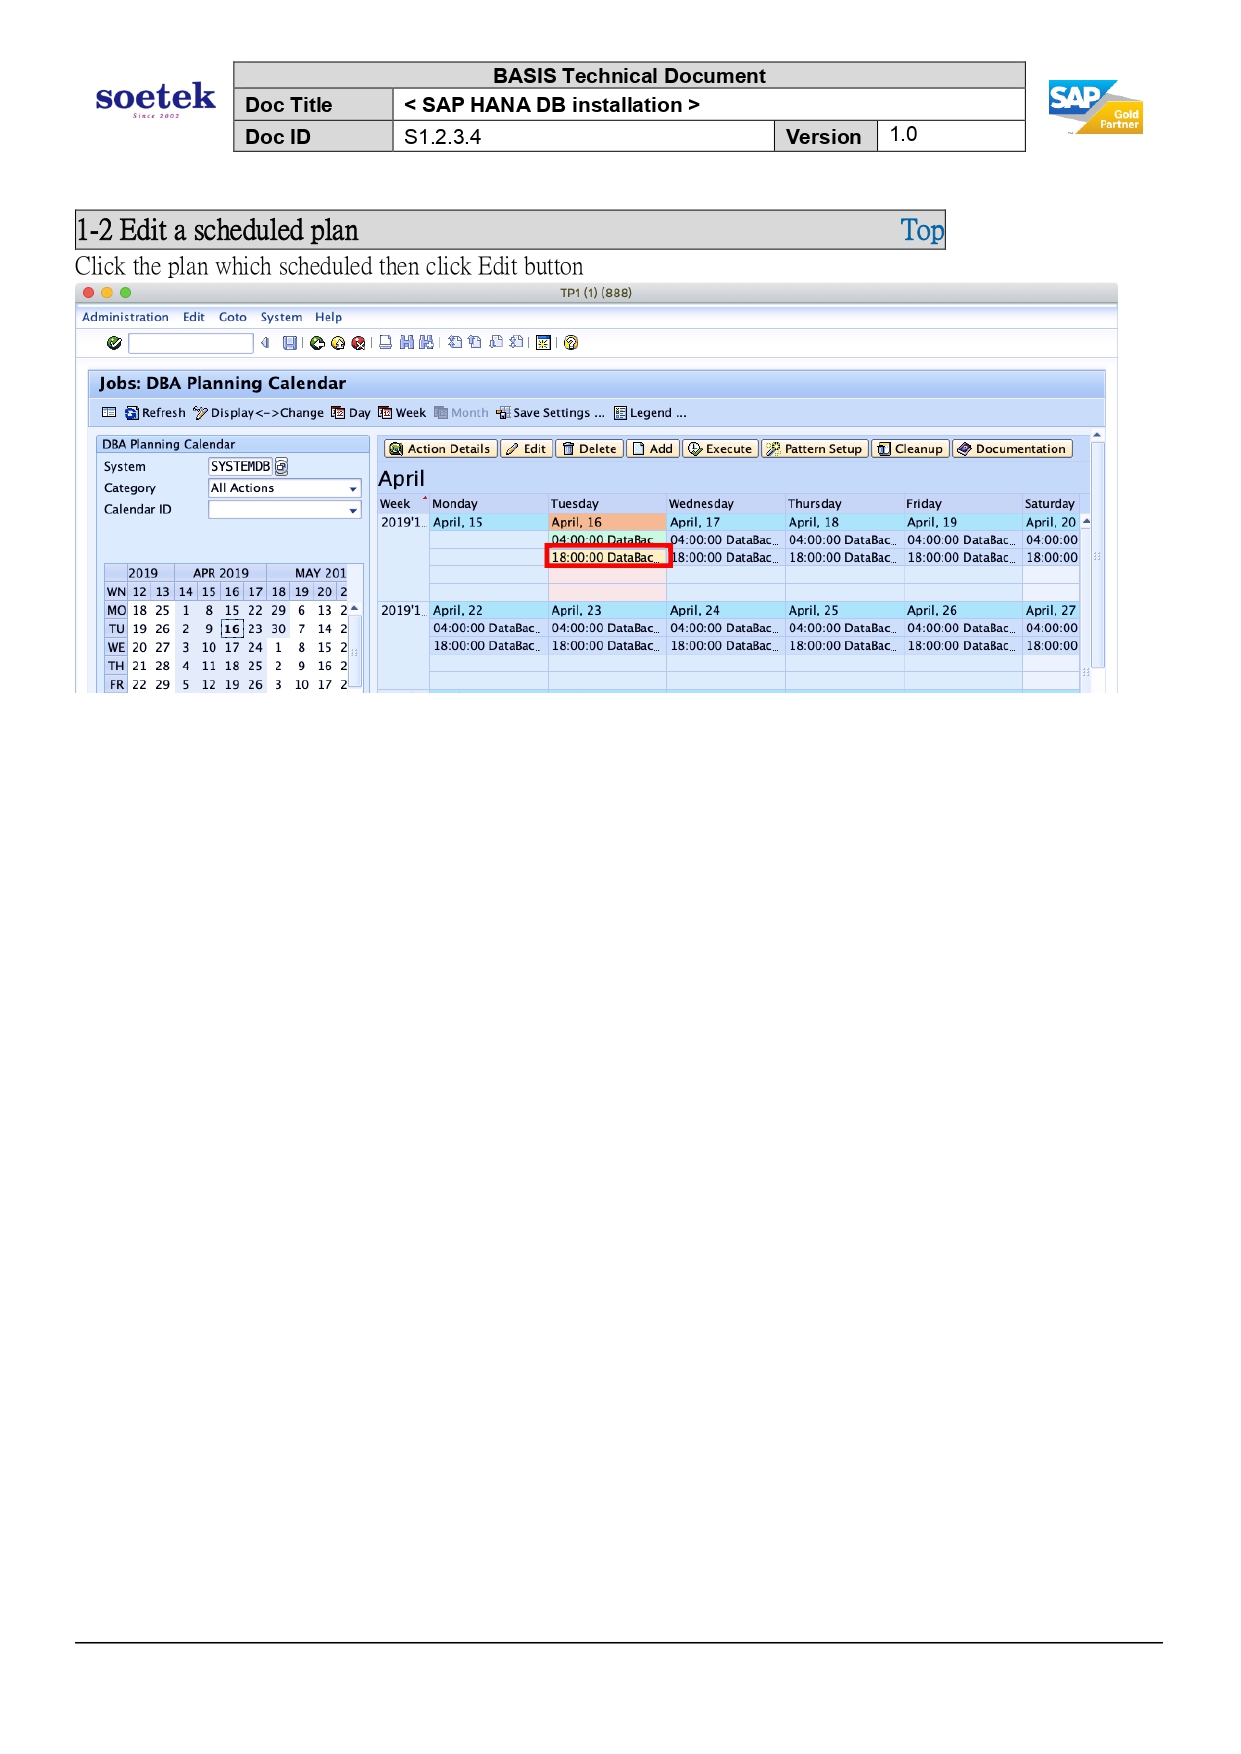 soetek
Since 2002
BASIS Technical Document
Doc Title < SAP HANA DB installation >
Doc ID S1.2.3.4 Version 1.0
SAP Gold Partner
1-2 Edit a scheduled plan Top
Click the plan which scheduled then click Edit button
TP1 (1) (888)
Administration Edit Goto System Help
Jobs: DBA Planning Calendar
Refresh Display<->Change Day Week Month Save Settings ... Legend ...
DBA Planning Calendar
System SYSTEMDB
Category All Actions
Calendar ID
2019 APR 2019 MAY 201
WN 12 13 14 15 16 17 18 19 20 2
MO 18 25 1 8 15 22 29 6 13 2
TU 19 26 2 9 16 23 30 7 14 2
WE 20 27 3 10 17 24 1 8 15 2
TH 21 28 4 11 18 25 2 9 16 2
FR 22 29 5 12 19 26 3 10 17 2
Action Details Edit Delete Add Execute Pattern Setup Cleanup Documentation
April
Week Monday Tuesday Wednesday Thursday Friday Saturday
2019'1.. April, 15 April, 16 April, 17 April, 18 April, 19 April, 20
04:00:00 DataBac... 04:00:00 DataBac... 04:00:00 DataBac... 04:00:00 DataBac... 04:00:00
18:00:00 DataBac... 18:00:00 DataBac... 18:00:00 DataBac... 18:00:00 DataBac... 18:00:00
2019'1.. April, 22 April, 23 April, 24 April, 25 April, 26 April, 27
04:00:00 DataBac... 04:00:00 DataBac... 04:00:00 DataBac... 04:00:00 DataBac... 04:00:00 DataBac... 04:00:00
18:00:00 DataBac... 18:00:00 DataBac... 18:00:00 DataBac... 18:00:00 DataBac... 18:00:00 DataBac... 18:00:00